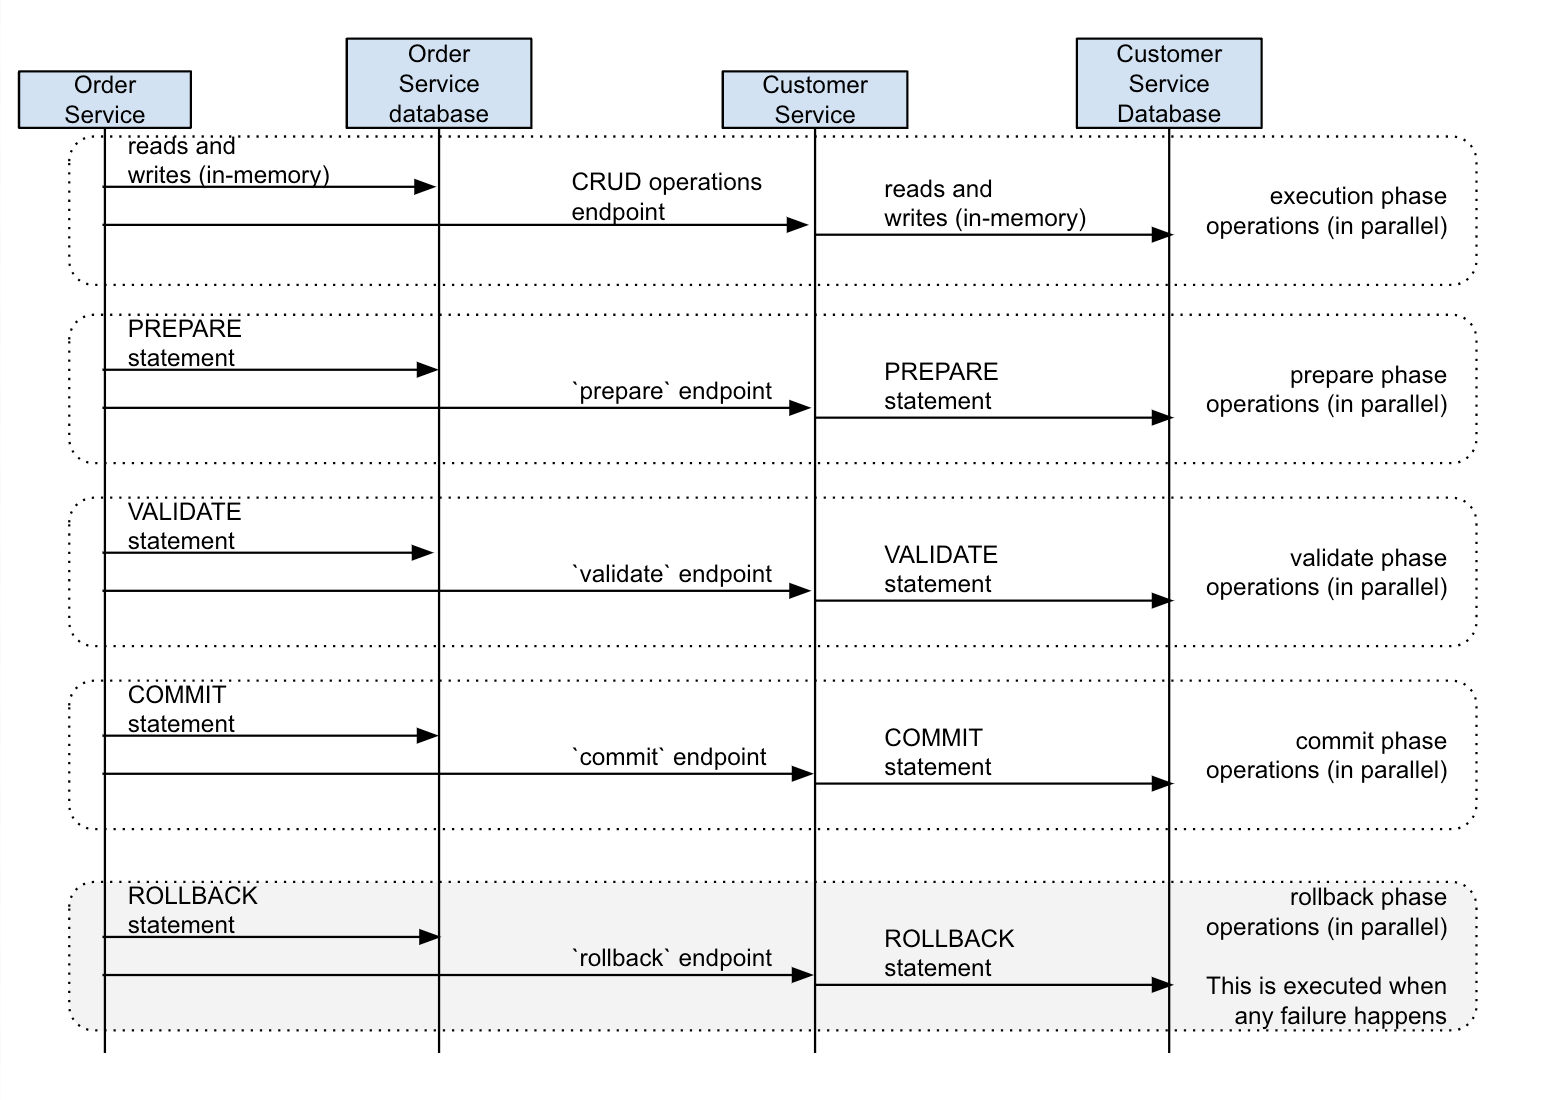 Order
Service
Order
Service
database
Customer
Service
Customer
Service
Database
reads and
writes (in-memory)
CRUD operations
endpoint
reads and
writes (in-memory)
execution phase
operations (in parallel)
PREPARE
statement
`prepare` endpoint
PREPARE
statement
prepare phase
operations (in parallel)
VALIDATE
statement
`validate` endpoint
VALIDATE
statement
validate phase
operations (in parallel)
COMMIT
statement
`commit` endpoint
COMMIT
statement
commit phase
operations (in parallel)
ROLLBACK
statement
`rollback` endpoint
ROLLBACK
statement
rollback phase
operations (in parallel)
This is executed when
any failure happens